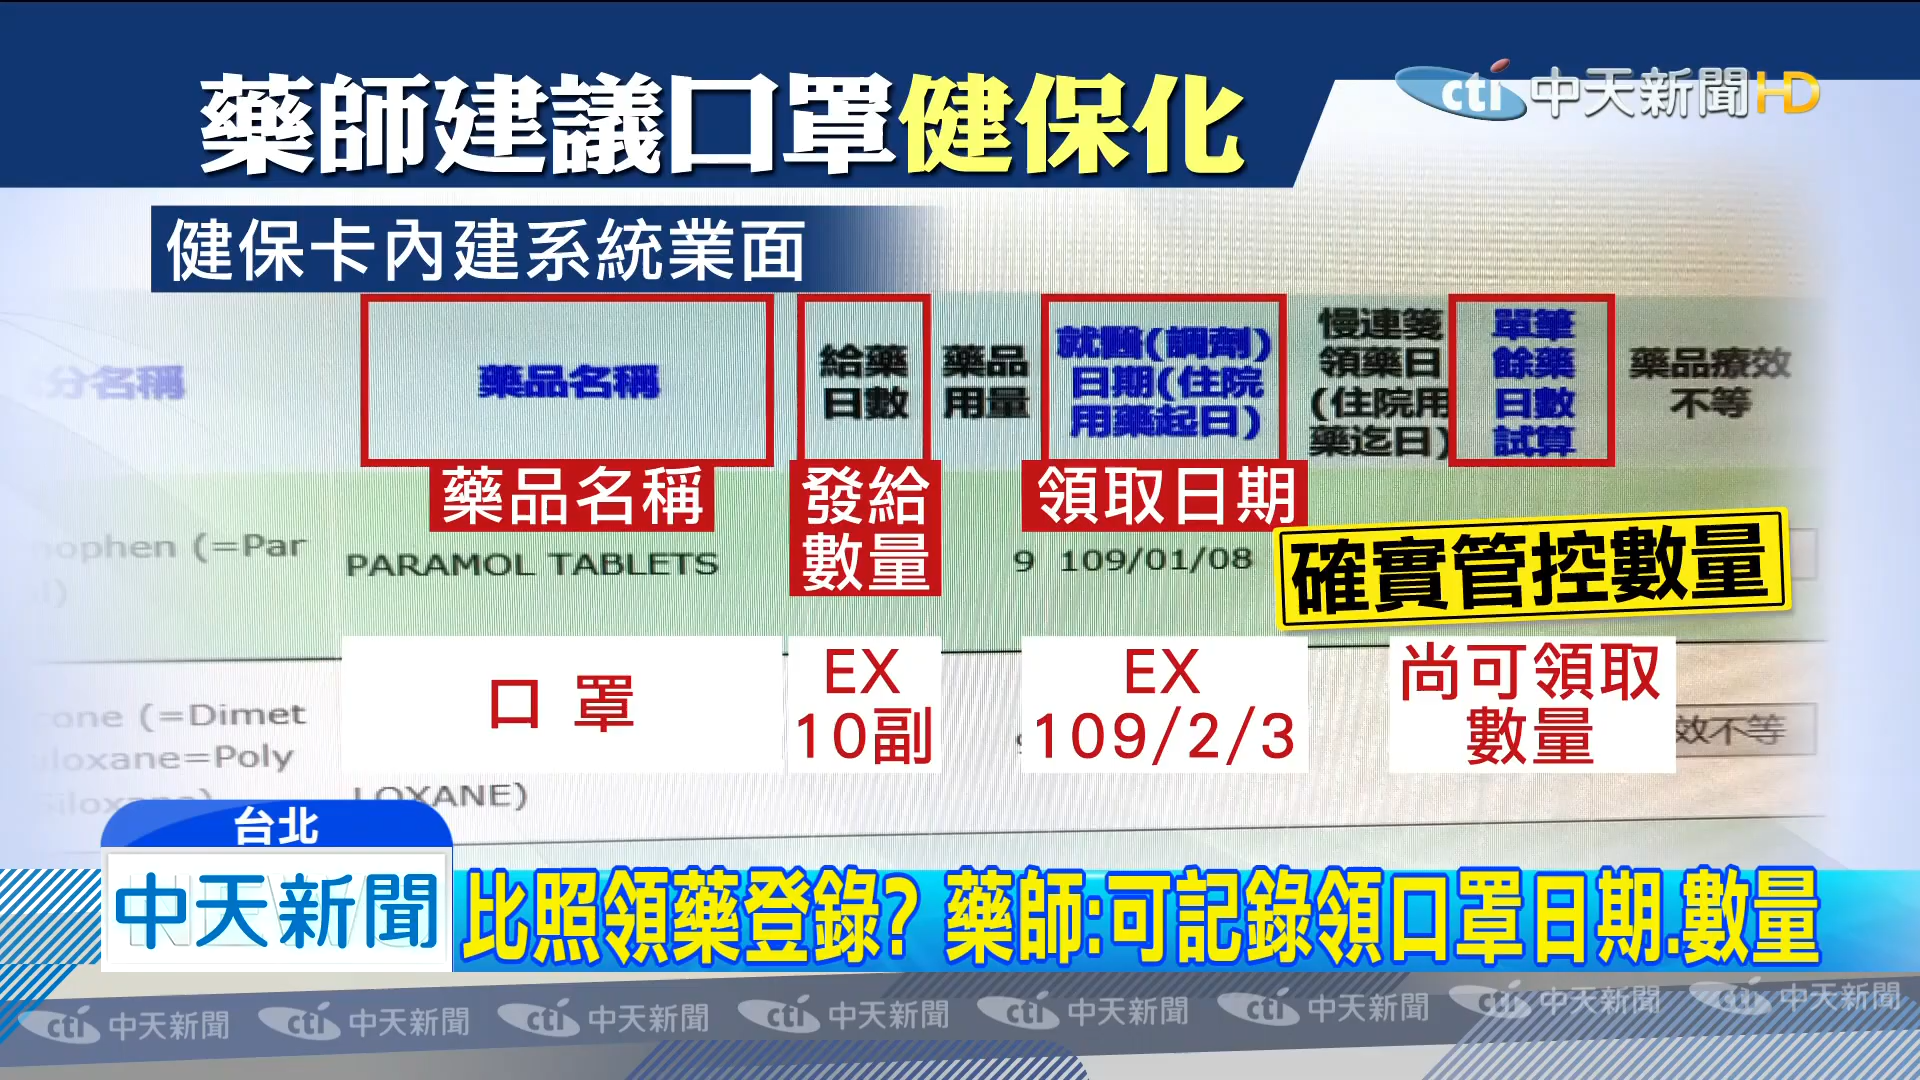 藥師建議口罩健保化
cti 中天新聞HD
健保卡內建系統業面
分名稱
藥品名稱
給藥
日數
藥品
用量
就醫(調劑)
日期(住院
用藥起日)
慢連箋
領藥日
(住院用
藥迄日)
單筆
餘藥
日數
試算
藥品療效
不等
藥品名稱
發給
數量
領取日期
確實管控數量
nophen (=Par
PARAMOL TABLETS
9 109/01/08
口罩
EX
10副
EX
109/2/3
尚可領取
數量
rone (=Dimet
loxane=Poly
Siloxane)
LOXANE)
效不等
台北
中天新聞
比照領藥登錄? 藥師:可記錄領口罩日期.數量
cti 中天新聞 cti 中天新聞 cti 中天新聞 cti 中天新聞 cti 中天新聞 cti 中天新聞 cti 中天新聞 cti 中天新聞